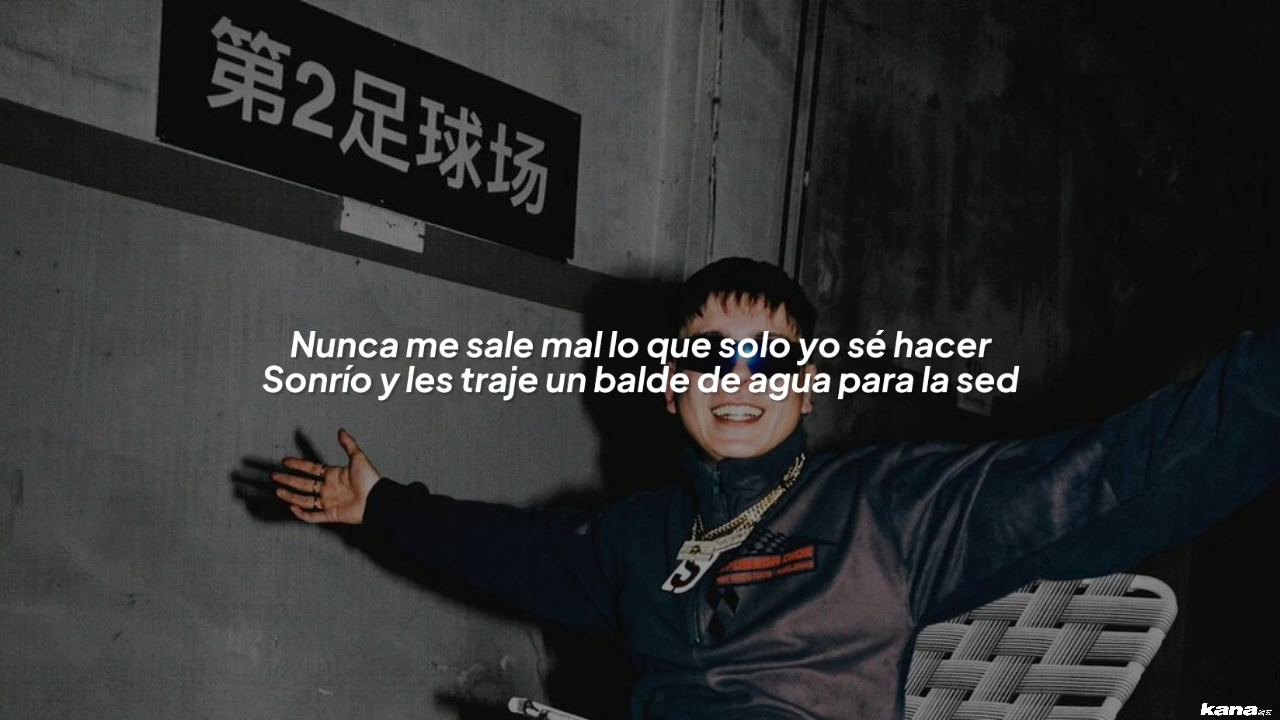 第2足球场
Nunca me sale mal lo que solo yo sé hacer
Sonrío y les traje un balde de agua para la sed
kana